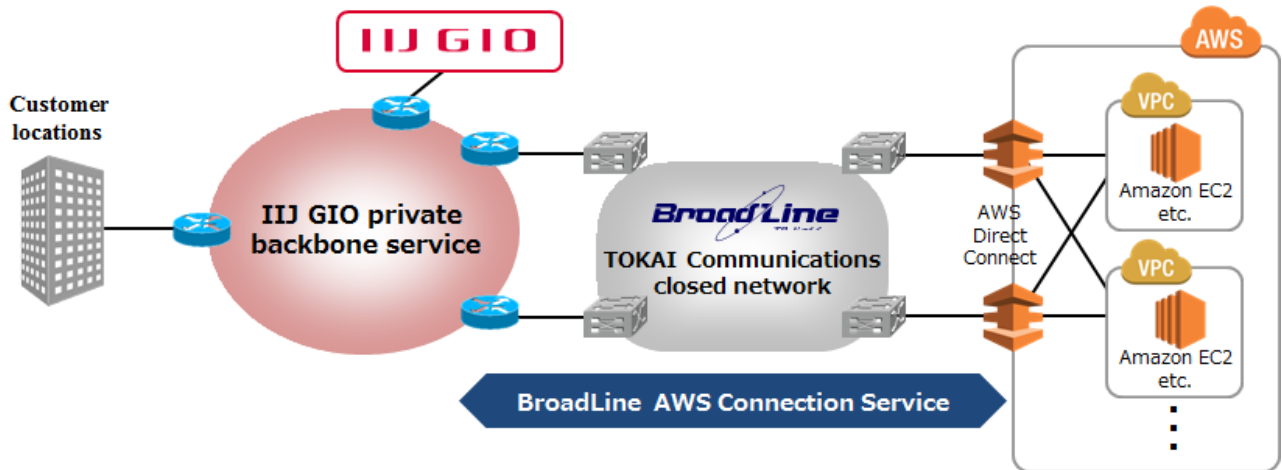 IIJ GIO
AWS
Customer
locations
VPC
IIJ GIO private
backbone service
BroadLine
TOKAI Communications
closed network
AWS
Direct
Connect
Amazon EC2
etc.
VPC
Amazon EC2
etc.
BroadLine AWS Connection Service